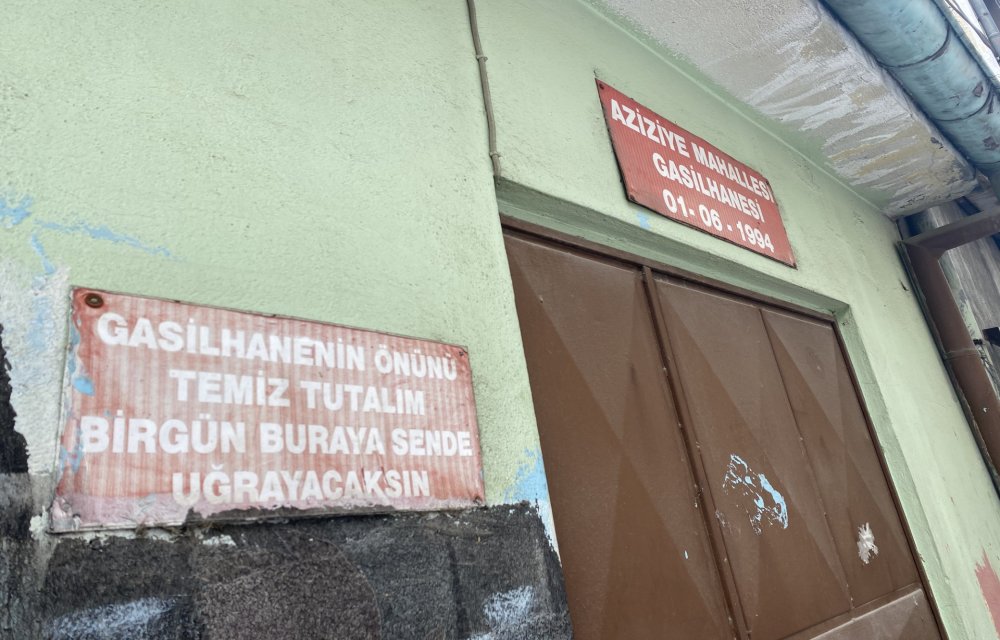 AZİZİYE MAHALLESİ
GASİLHANESİ
01-06-1994
GASİLHANENİN ÖNÜNÜ
TEMİZ TUTALIM
BİRGÜN BURAYA SENDE
UĞRAYACAKSIN